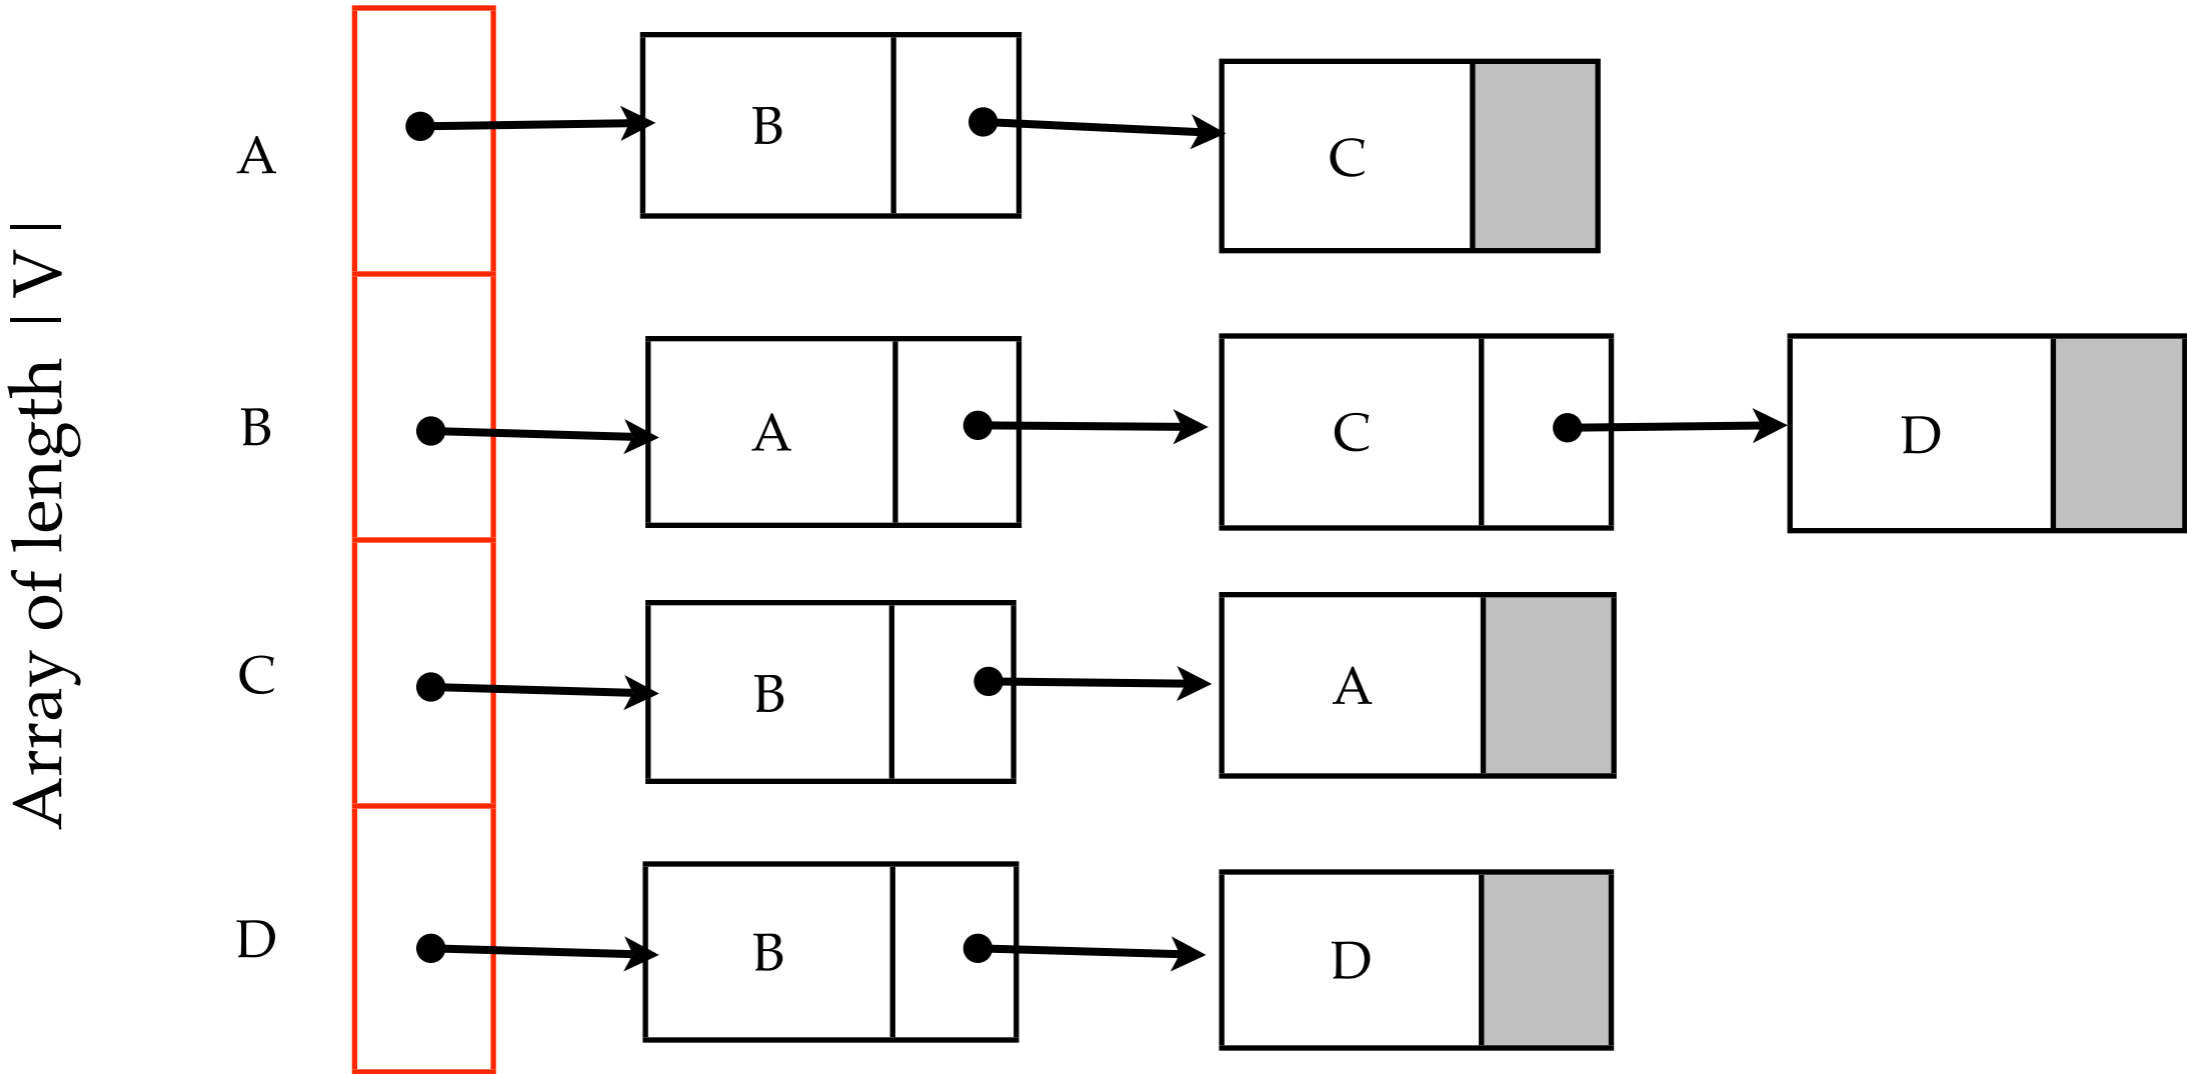 Array of length |V|
A B C
B A C D
C B A
D B D